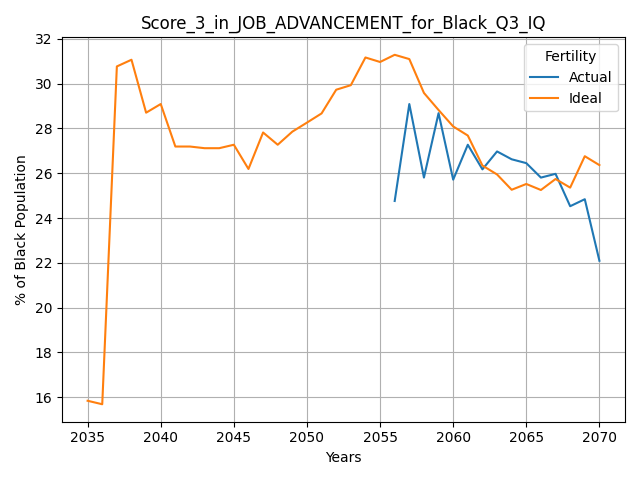 Score_3_in_JOB_ADVANCEMENT_for_Black_Q3_IQ
Fertility
Actual
Ideal
% of Black Population
32
30
28
26
24
22
20
18
16
2035 2040 2045 2050 2055 2060 2065 2070
Years